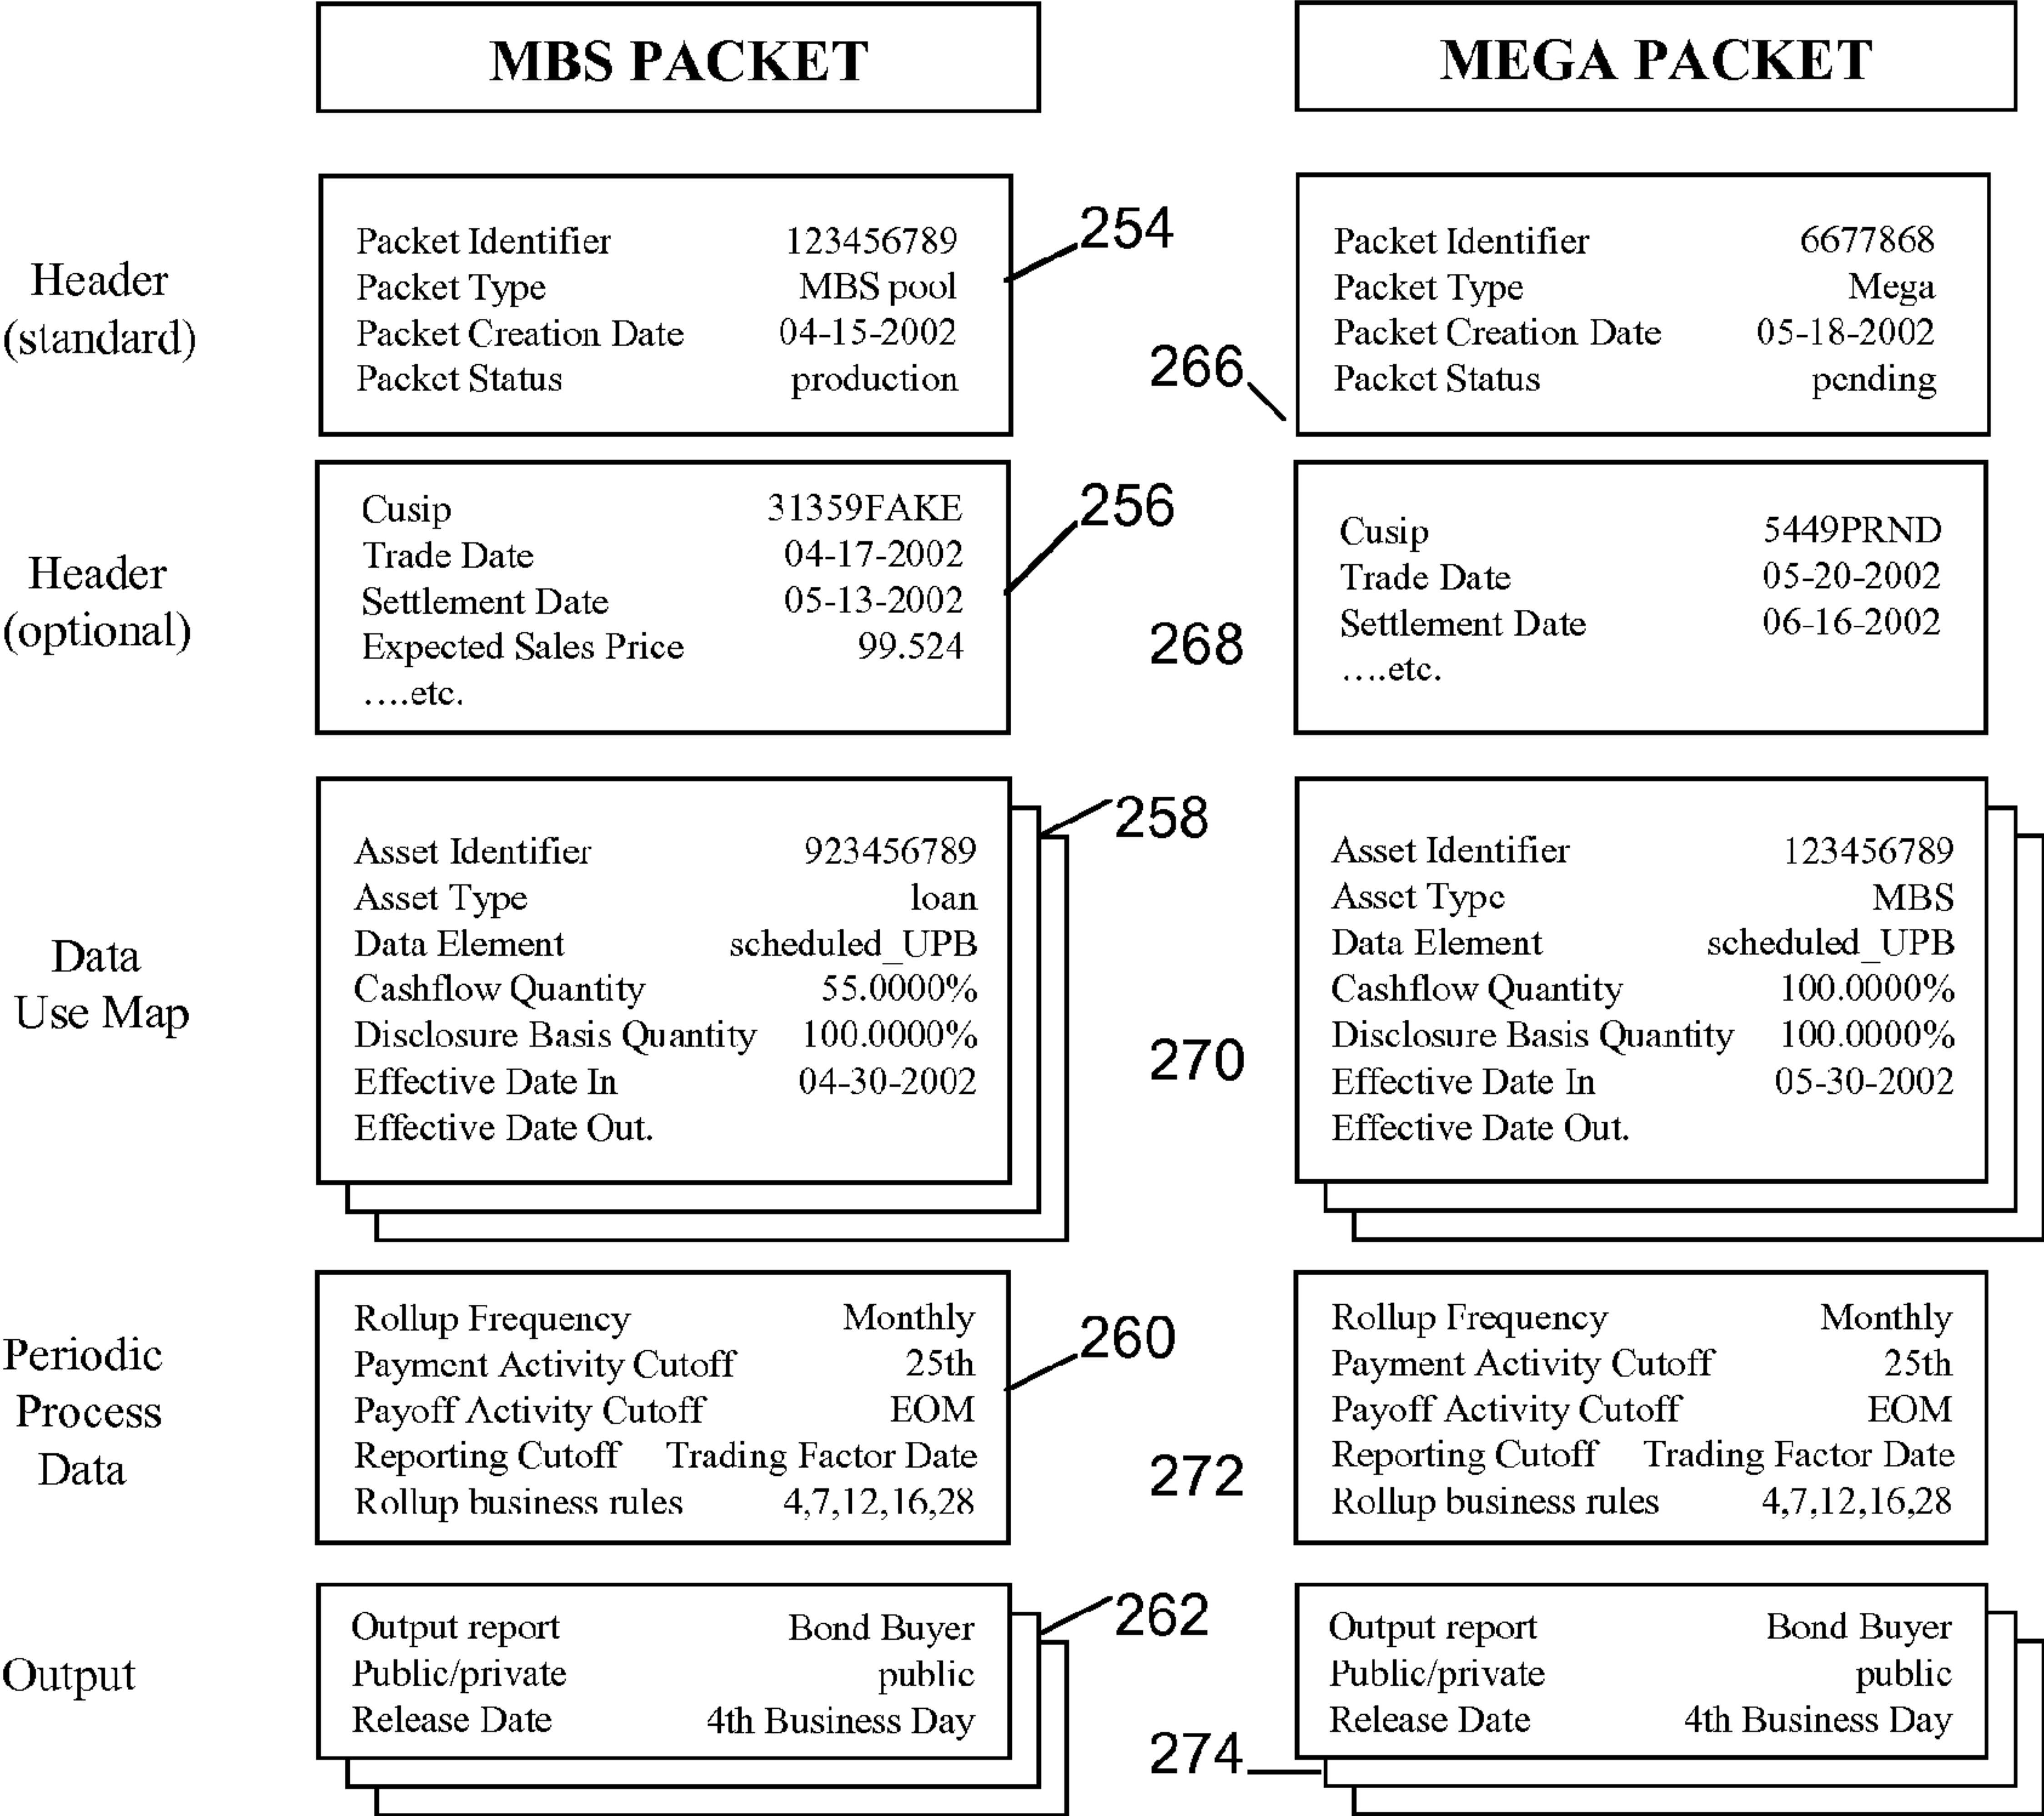 MBS PACKET
MEGA PACKET
Header
(standard)
Packet Identifier 123456789
Packet Type MBS pool
Packet Creation Date 04-15-2002
Packet Status production
254
266
Packet Identifier 6677868
Packet Type Mega
Packet Creation Date 05-18-2002
Packet Status pending
Header
(optional)
Cusip 31359FAKE
Trade Date 04-17-2002
Settlement Date 05-13-2002
Expected Sales Price 99.524
....etc.
256
268
Cusip 5449PRND
Trade Date 05-20-2002
Settlement Date 06-16-2002
....etc.
Data
Use Map
Asset Identifier 923456789
Asset Type loan
Data Element scheduled_UPB
Cashflow Quantity 55.0000%
Disclosure Basis Quantity 100.0000%
Effective Date In 04-30-2002
Effective Date Out.
258
270
Asset Identifier 123456789
Asset Type MBS
Data Element scheduled_UPB
Cashflow Quantity 100.0000%
Disclosure Basis Quantity 100.0000%
Effective Date In 05-30-2002
Effective Date Out.
Periodic
Process
Data
Rollup Frequency Monthly
Payment Activity Cutoff 25th
Payoff Activity Cutoff EOM
Reporting Cutoff Trading Factor Date
Rollup business rules 4,7,12,16,28
260
272
Rollup Frequency Monthly
Payment Activity Cutoff 25th
Payoff Activity Cutoff EOM
Reporting Cutoff Trading Factor Date
Rollup business rules 4,7,12,16,28
Output
Output report Bond Buyer
Public/private public
Release Date 4th Business Day
262
274
Output report Bond Buyer
Public/private public
Release Date 4th Business Day